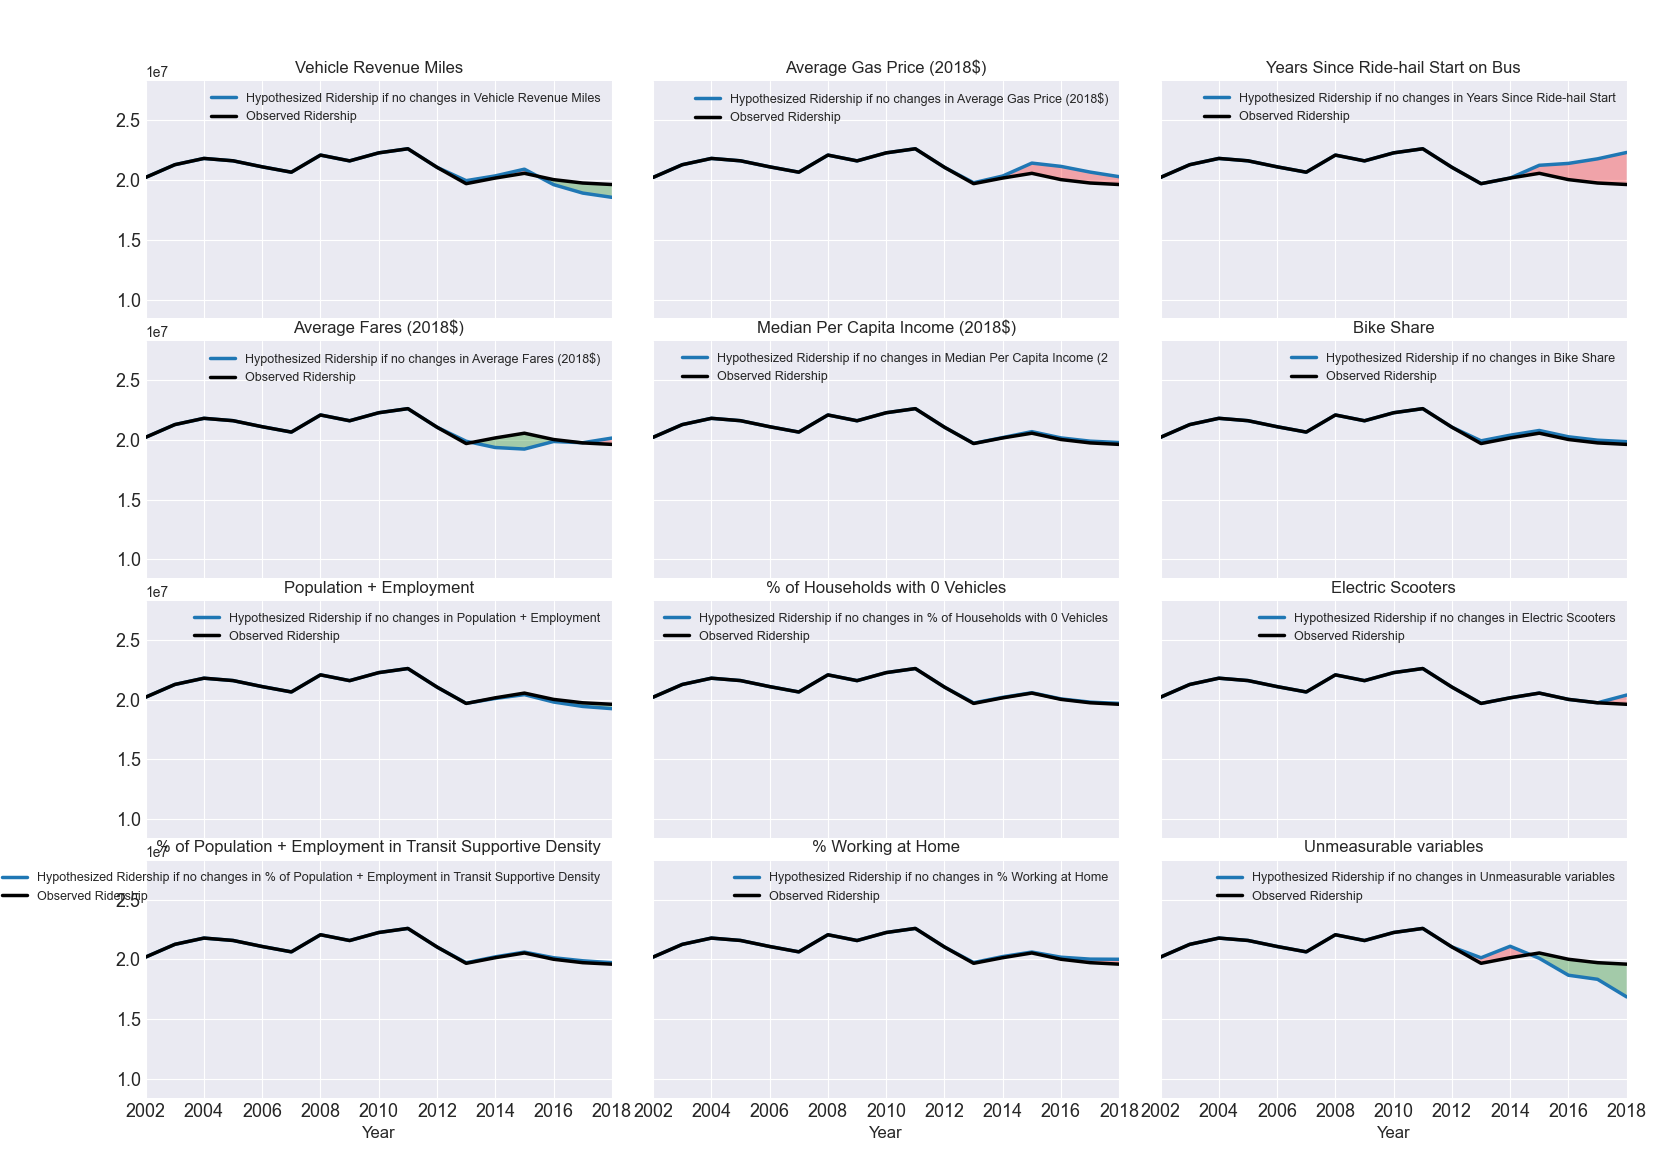 Vehicle Revenue Miles
1e7
Hypothesized Ridership if no changes in Vehicle Revenue Miles
Observed Ridership
2.5
2.0
1.5
1.0
Average Gas Price (2018$)
Hypothesized Ridership if no changes in Average Gas Price (2018$)
Observed Ridership
Years Since Ride-hail Start on Bus
Hypothesized Ridership if no changes in Years Since Ride-hail Start
Observed Ridership
Average Fares (2018$)
1e7
Hypothesized Ridership if no changes in Average Fares (2018$)
Observed Ridership
2.5
2.0
1.5
1.0
Median Per Capita Income (2018$)
Hypothesized Ridership if no changes in Median Per Capita Income (2
Observed Ridership
Bike Share
Hypothesized Ridership if no changes in Bike Share
Observed Ridership
Population + Employment
1e7
Hypothesized Ridership if no changes in Population + Employment
Observed Ridership
2.5
2.0
1.5
1.0
% of Households with 0 Vehicles
Hypothesized Ridership if no changes in % of Households with 0 Vehicles
Observed Ridership
Electric Scooters
Hypothesized Ridership if no changes in Electric Scooters
Observed Ridership
% of Population + Employment in Transit Supportive Density
1e7
Hypothesized Ridership if no changes in % of Population + Employment in Transit Supportive Density
Observed Ridership
2.5
2.0
1.5
1.0
2002 2004 2006 2008 2010 2012 2014 2016 2018
Year
% Working at Home
Hypothesized Ridership if no changes in % Working at Home
Observed Ridership
2002 2004 2006 2008 2010 2012 2014 2016 2018
Year
Unmeasurable variables
Hypothesized Ridership if no changes in Unmeasurable variables
Observed Ridership
2002 2004 2006 2008 2010 2012 2014 2016 2018
Year